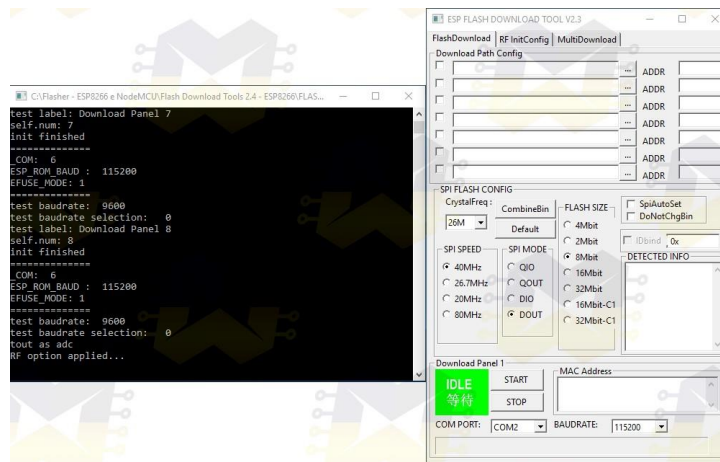 C:\Flasher - ESP8266 e NodeMCU\Flash Download Tools 2.4 - ESP8266\FLAS...
test label: Download Panel 7
self.num: 7
init finished
--------------
_COM: 6
ESP_ROM_BAUD : 115200
EFUSE_MODE: 1
==============
test baudrate: 9600
test baudrate selection: 0
test label: Download Panel 8
self.num: 8
init finished
==============
_COM: 6
ESP_ROM_BAUD : 115200
EFUSE_MODE: 1
==============
test baudrate: 9600
test baudrate selection: 0
tout as adc
RF option applied...
ESP FLASH DOWNLOAD TOOL V2.3
FlashDownload RF InitConfig MultiDownload
Download Path Config
... ADDR
... ADDR
... ADDR
... ADDR
... ADDR
... ADDR
... ADDR
SPI FLASH CONFIG
CrystalFreq :
26M
CombineBin
Default
SPI SPEED
40MHz
26.7MHz
20MHz
80MHz
SPI MODE
QIO
QOUT
DIO
DOUT
FLASH SIZE
4Mbit
2Mbit
8Mbit
16Mbit
32Mbit
16Mbit-C1
32Mbit-C1
SpiAutoSet
DoNotChgBin
IDbind 0x
DETECTED INFO
Download Panel 1
IDLE
等待
START
STOP
MAC Address
COM PORT: COM2 BAUDRATE: 115200